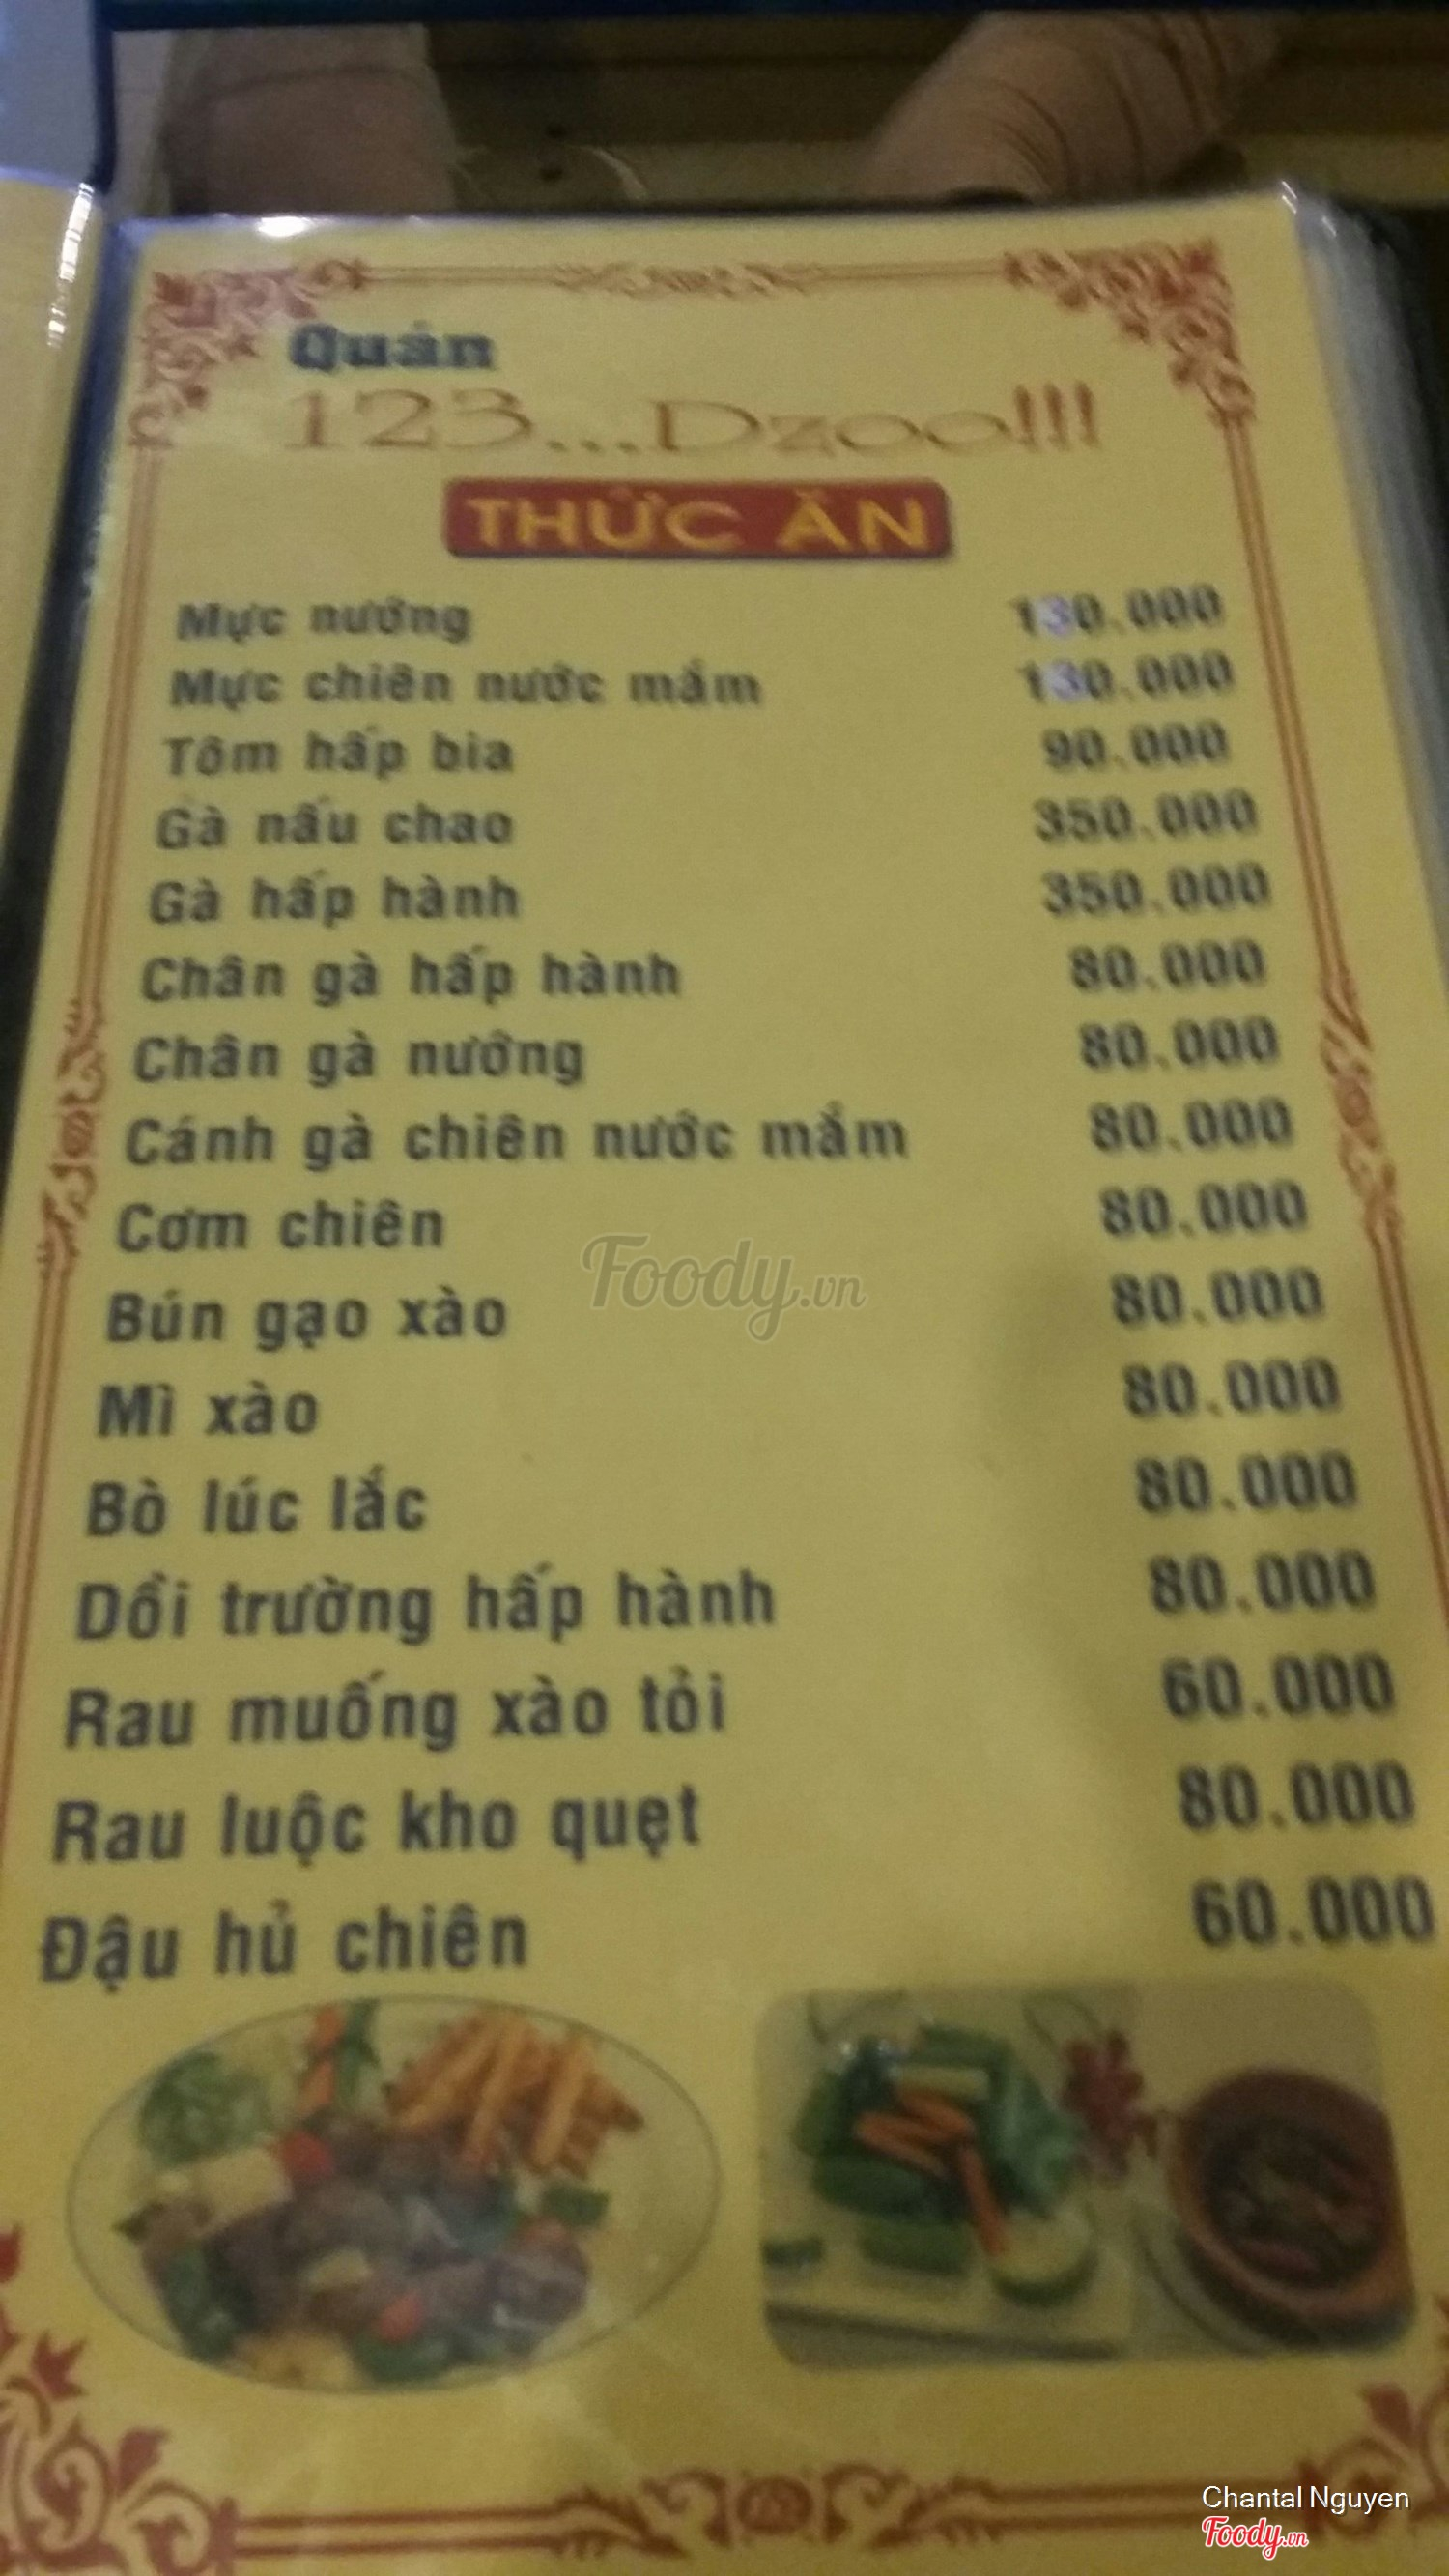 Quán
123...Dzoo!!!
THỨC ĂN
Mực nướng 130.000
Mực chiên nước mắm 130.000
Tôm hấp bia 90.000
Gà nấu chao 350.000
Gà hấp hành 350.000
Chân gà hấp hành 80.000
Chân gà nướng 80.000
Cánh gà chiên nước mắm 80.000
Cơm chiên 80.000
Bún gạo xào 80.000
Mì xào 80.000
Bò lúc lắc 80.000
Dồi trường hấp hành 80.000
Rau muống xào tỏi 60.000
Rau luộc kho quẹt 80.000
Đậu hủ chiên 60.000
Foody.vn
Chantal Nguyen
Foody.vn